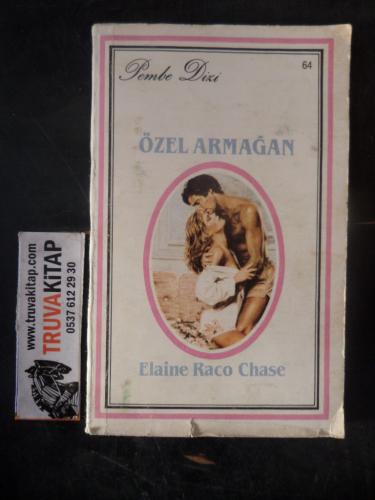 Pembe Dizi
64
ÖZEL ARMAĞAN
Elaine Raco Chase
www.truvakitap.com
TRUVAKiTAP
0537 612 29 30